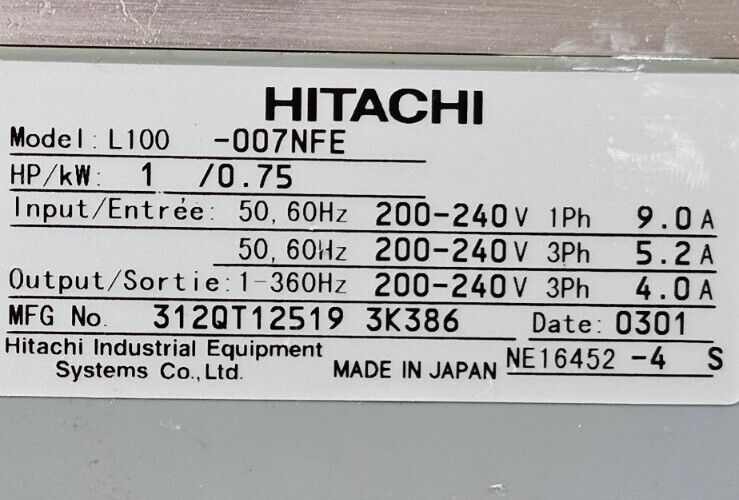 HITACHI
Model: L100 -007NFE
HP/kW: 1 /0.75
Input/Entrée: 50, 60Hz 200-240V 1Ph 9.0A
50, 60Hz 200-240V 3Ph 5.2A
Output/Sortie: 1-360Hz 200-240V 3Ph 4.0A
MFG No. 312QT12519 3K386 Date: 0301
Hitachi Industrial Equipment
Systems Co., Ltd. MADE IN JAPAN NE16452 -4 S